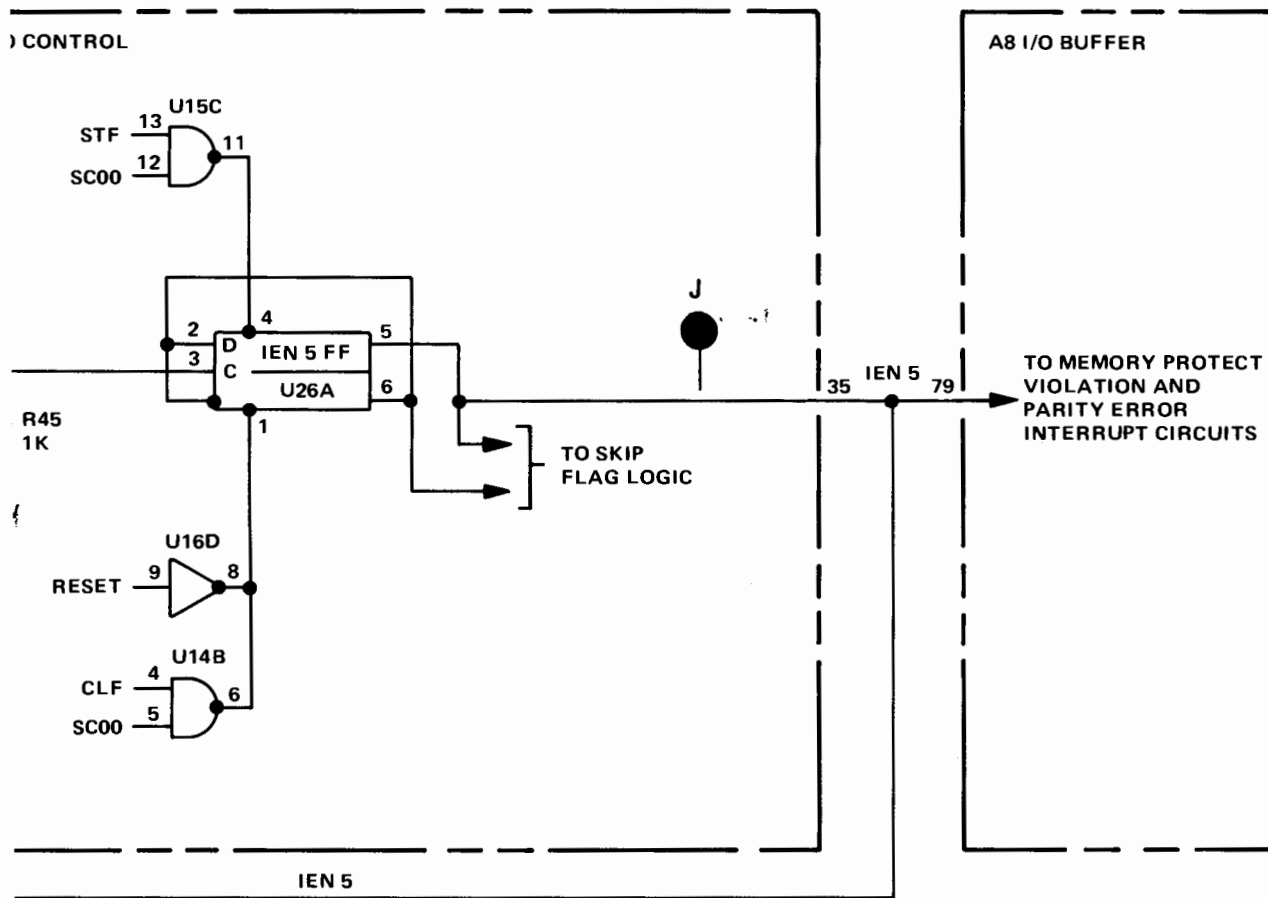 ) CONTROL
A8 I/O BUFFER
U15C
STF 13
11
SC00 12
J
2
4
5
D
IEN 5 FF
3
C
U26A
6
1
R45
1K
35
IEN 5
79
TO MEMORY PROTECT
VIOLATION AND
PARITY ERROR
INTERRUPT CIRCUITS
TO SKIP
FLAG LOGIC
U16D
RESET 9
8
U14B
CLF 4
6
SC00 5
IEN 5